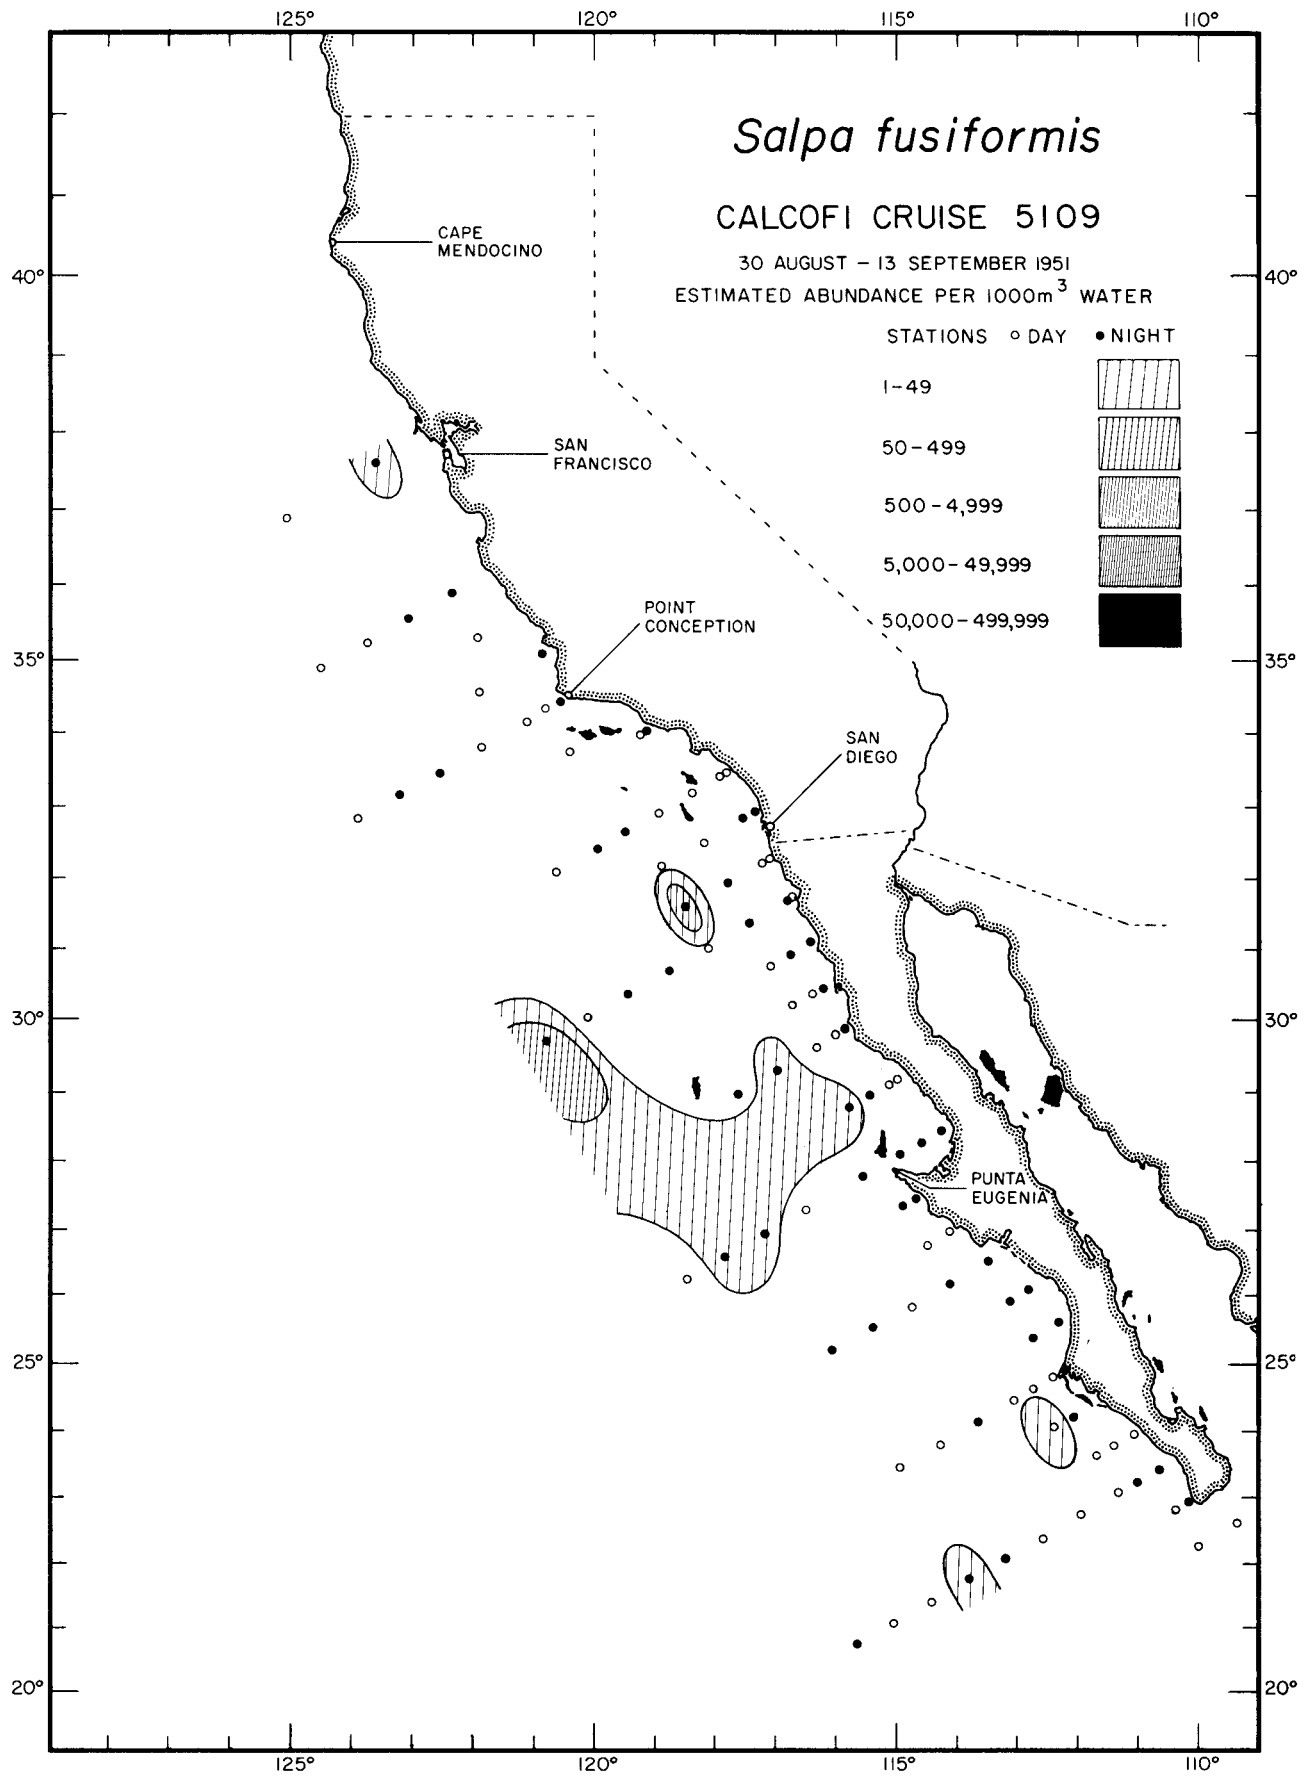 125° 120° 115° 110°
Salpa fusiformis
CALCOFI CRUISE 5109
30 AUGUST – 13 SEPTEMBER 1951
ESTIMATED ABUNDANCE PER 1000m³ WATER
STATIONS ○ DAY ● NIGHT
1–49
50–499
500–4,999
5,000–49,999
50,000–499,999
CAPE
MENDOCINO
40° 40°
SAN
FRANCISCO
POINT
CONCEPTION
35° 35°
SAN
DIEGO
30° 30°
PUNTA
EUGENIA
25° 25°
20° 20°
125° 120° 115° 110°